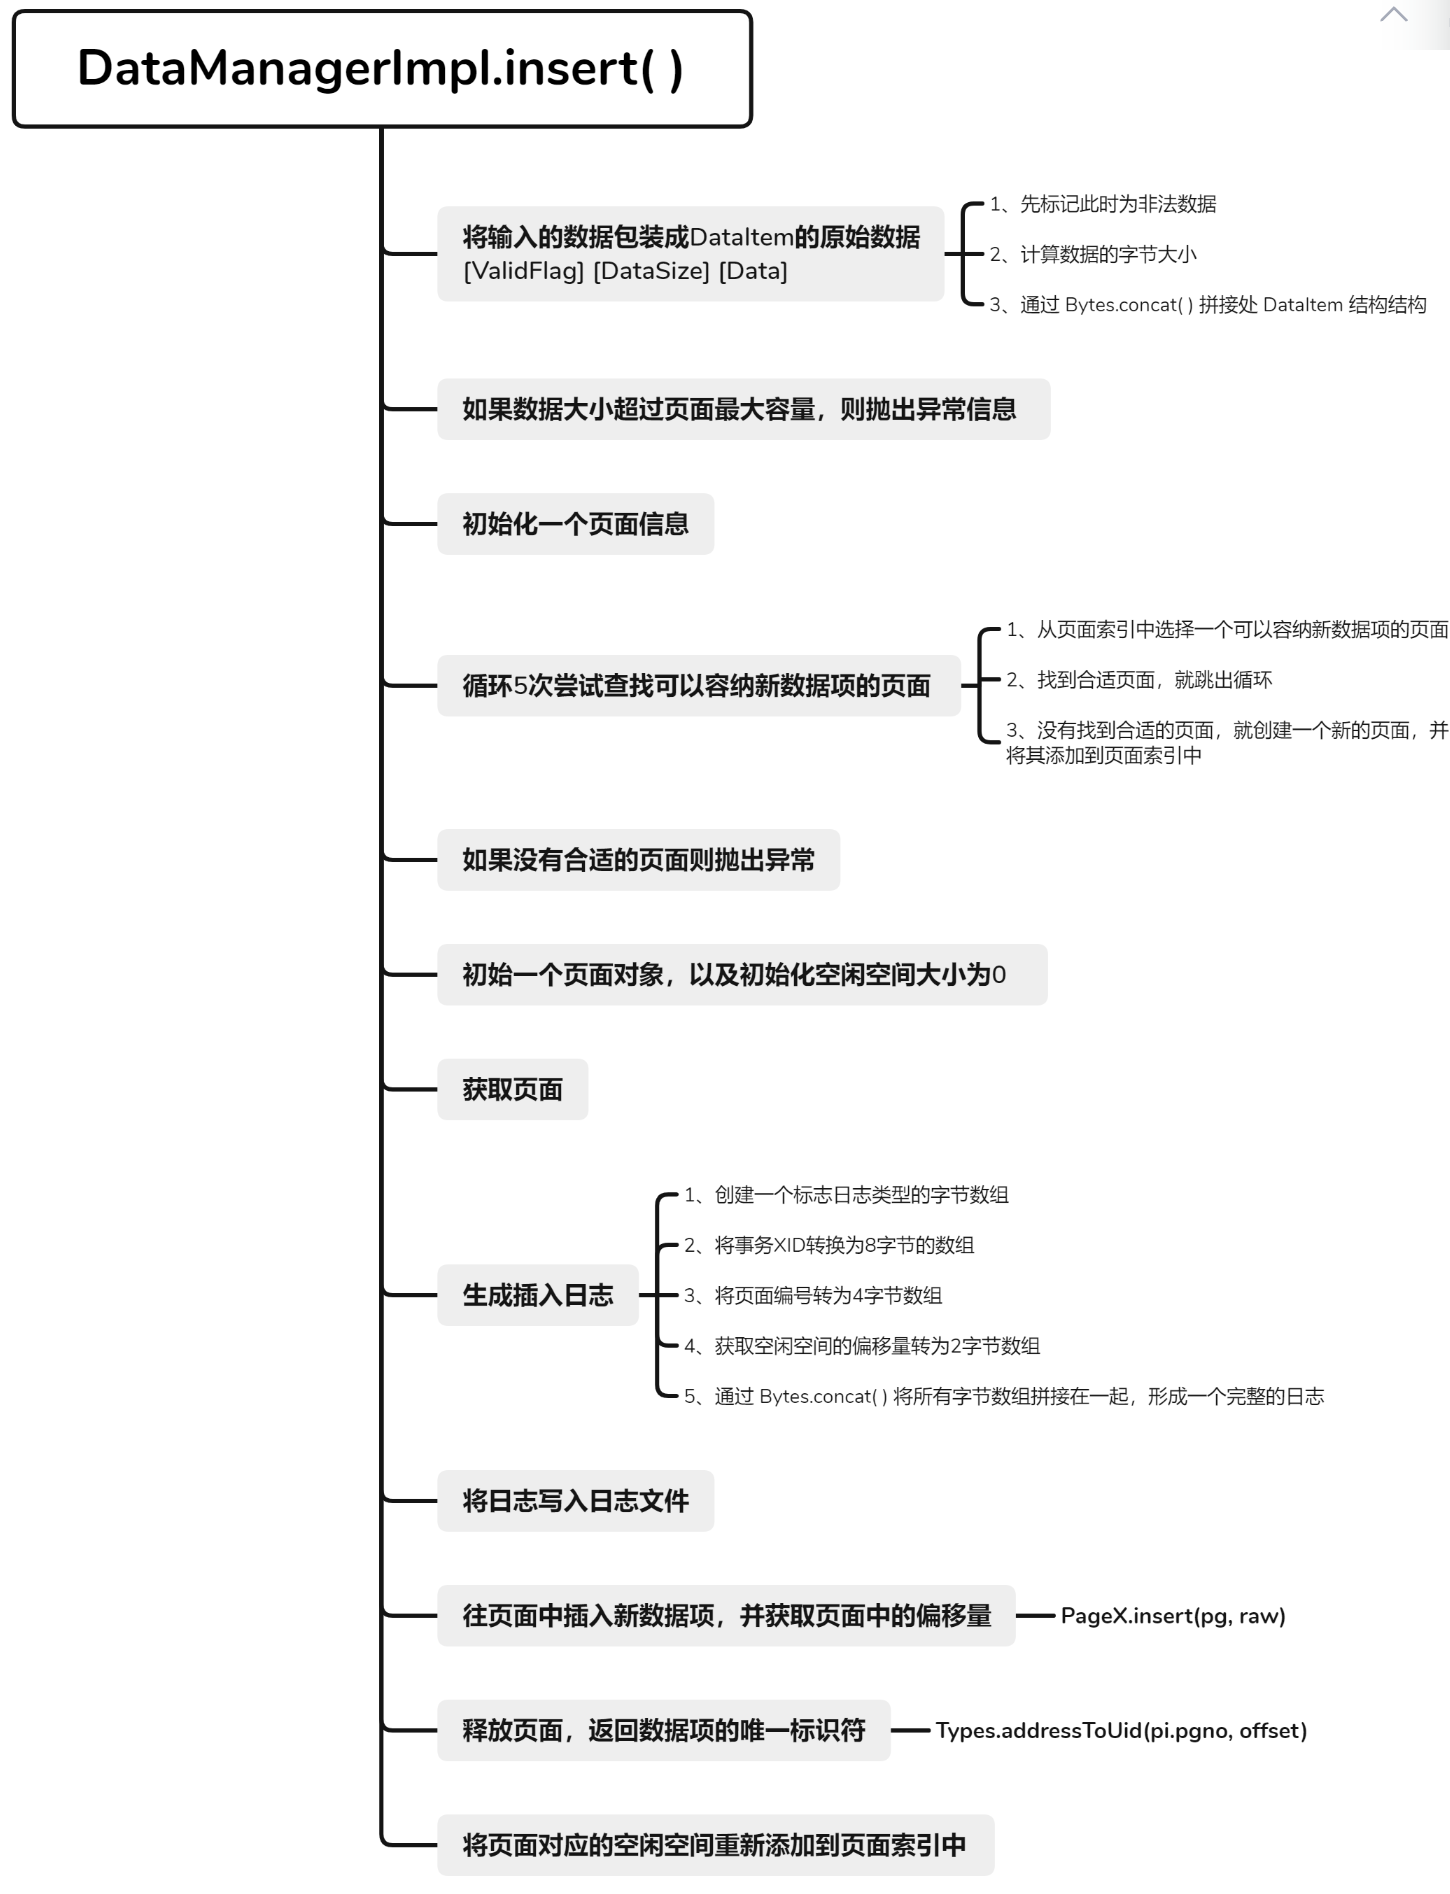 DataManagerImpl.insert( )
将输入的数据包装成DataItem的原始数据
[ValidFlag] [DataSize] [Data]
1、先标记此时为非法数据
2、计算数据的字节大小
3、通过 Bytes.concat( ) 拼接处 DataItem 结构结构
如果数据大小超过页面最大容量，则抛出异常信息
初始化一个页面信息
循环5次尝试查找可以容纳新数据项的页面
1、从页面索引中选择一个可以容纳新数据项的页面
2、找到合适页面，就跳出循环
3、没有找到合适的页面，就创建一个新的页面，并
将其添加到页面索引中
如果没有合适的页面则抛出异常
初始一个页面对象，以及初始化空闲空间大小为0
获取页面
生成插入日志
1、创建一个标志日志类型的字节数组
2、将事务XID转换为8字节的数组
3、将页面编号转为4字节数组
4、获取空闲空间的偏移量转为2字节数组
5、通过 Bytes.concat( ) 将所有字节数组拼接在一起，形成一个完整的日志
将日志写入日志文件
往页面中插入新数据项，并获取页面中的偏移量
PageX.insert(pg, raw)
释放页面，返回数据项的唯一标识符
Types.addressToUid(pi.pgno, offset)
将页面对应的空闲空间重新添加到页面索引中